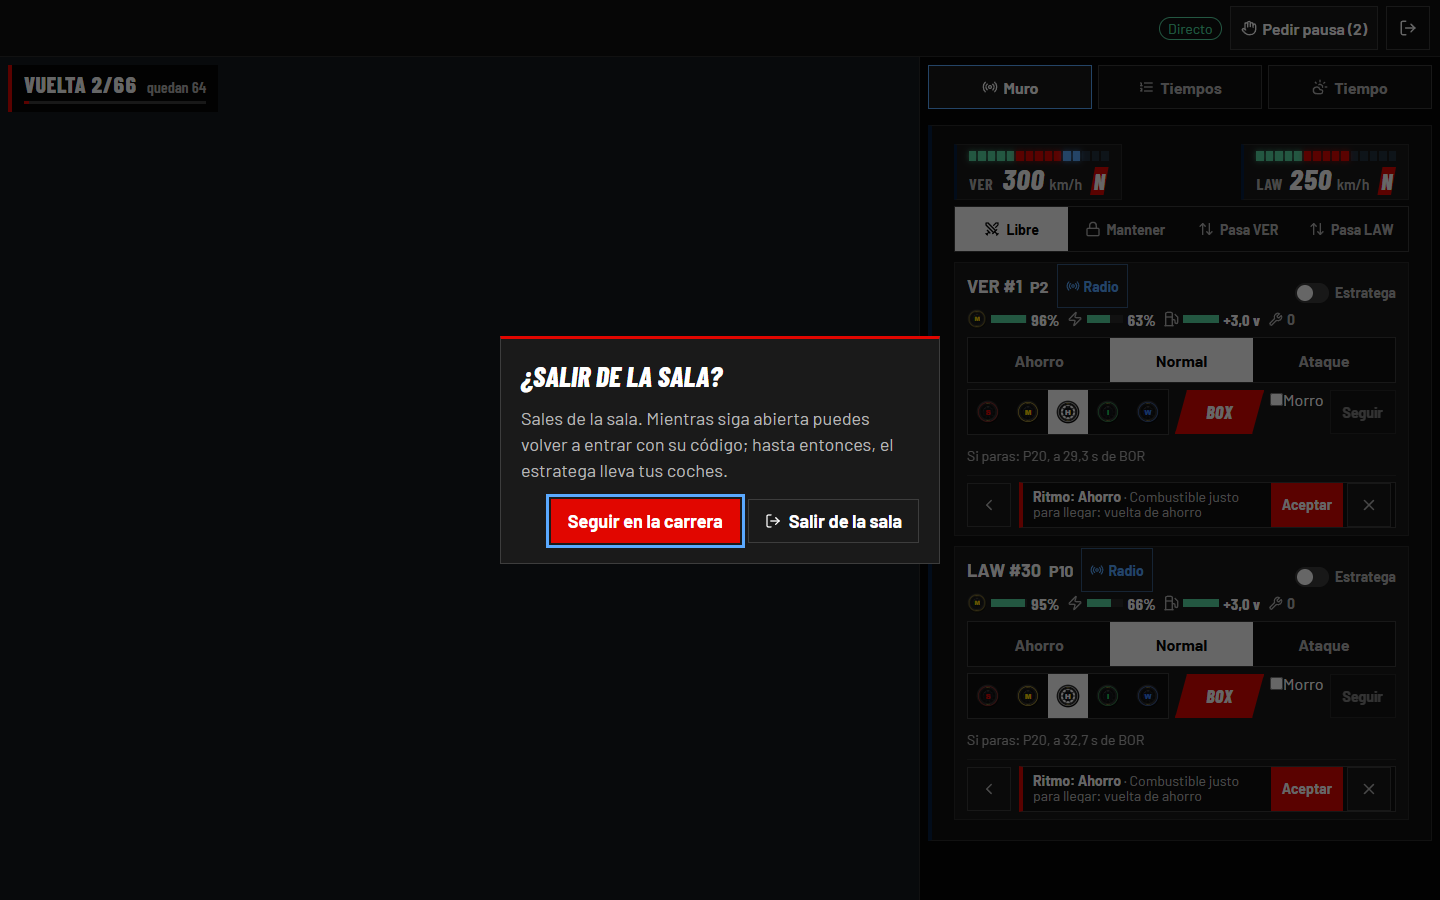 Directo
Pedir pausa (2)
VUELTA 2/66 quedan 64
Muro
Tiempos
Tiempo
VER 300 km/h N
LAW 250 km/h N
Libre
Mantener
Pasa VER
Pasa LAW
VER #1 P2
Radio
Estratega
M 96% 63% +3,0 v 0
Ahorro
Normal
Ataque
B M H I W
BOX
Morro
Seguir
Si paras: P20, a 29,3 s de BOR
Ritmo: Ahorro · Combustible justo
para llegar: vuelta de ahorro
Aceptar
¿SALIR DE LA SALA?
Sales de la sala. Mientras siga abierta puedes
volver a entrar con su código; hasta entonces, el
estratega lleva tus coches.
Seguir en la carrera
Salir de la sala
LAW #30 P10
Radio
Estratega
M 95% 66% +3,0 v 0
Ahorro
Normal
Ataque
B M H I W
BOX
Morro
Seguir
Si paras: P20, a 32,7 s de BOR
Ritmo: Ahorro · Combustible justo
para llegar: vuelta de ahorro
Aceptar